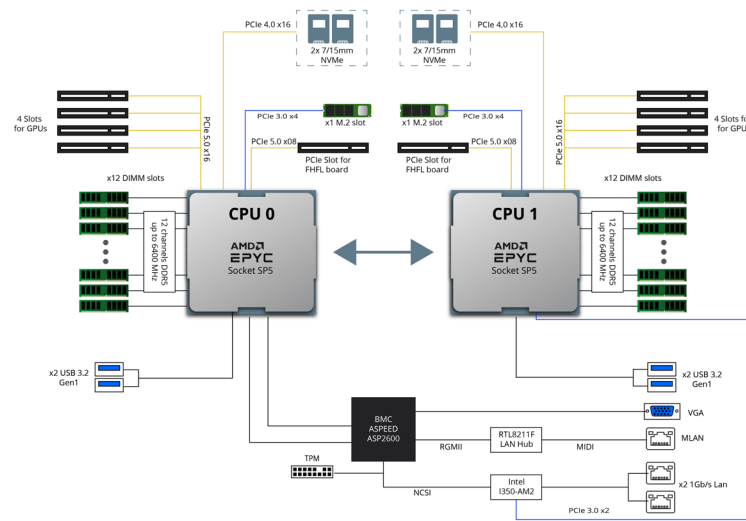 PCIe 4.0 x16
2x 7/15mm
NVMe
2x 7/15mm
NVMe
PCIe 4.0 x16
4 Slots
for GPUs
PCIe 5.0 x16
PCIe 3.0 x4
x1 M.2 slot
x1 M.2 slot
PCIe 3.0 x4
PCIe 5.0 x16
4 Slots fo
for GPU
PCIe 5.0 x08
PCIe Slot for
FHFL board
PCIe 5.0 x08
PCIe Slot for
FHFL board
x12 DIMM slots
x12 DIMM slots
12 channels DDR5
up to 6400 MHz
CPU 0
AMD
EPYC
Socket SP5
CPU 1
AMD
EPYC
Socket SP5
12 channels DDR5
up to 6400 MHz
x2 USB 3.2
Gen1
x2 USB 3.2
Gen1
BMC
ASPEED
ASP2600
VGA
RGMII
RTL8211F
LAN Hub
MIDI
MLAN
TPM
NCSI
Intel
I350-AM2
x2 1Gb/s Lan
PCIe 3.0 x2